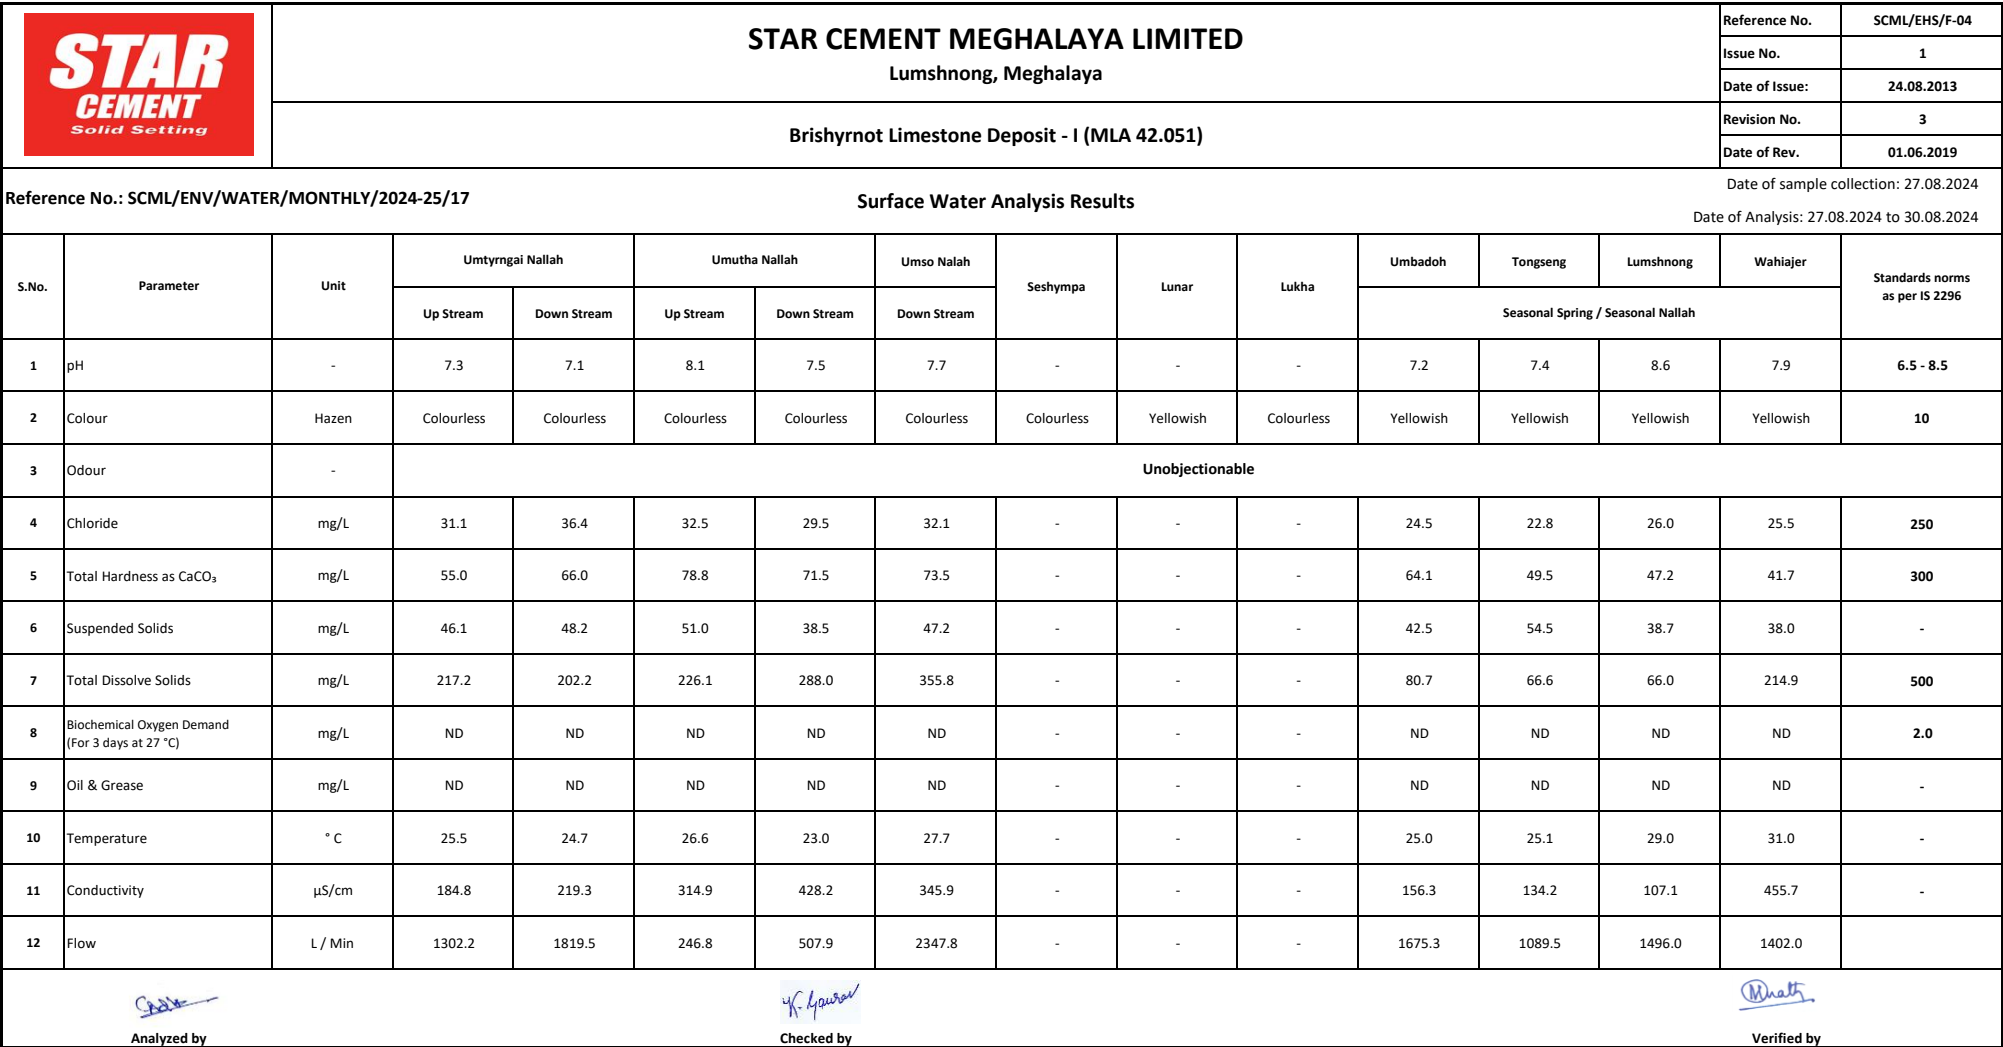 STAR
CEMENT
Solid Setting
STAR CEMENT MEGHALAYA LIMITED
Lumshnong, Meghalaya
Brishyrnot Limestone Deposit - I (MLA 42.051)
Reference No. SCML/EHS/F-04
Issue No. 1
Date of Issue: 24.08.2013
Revision No. 3
Date of Rev. 01.06.2019
Reference No.: SCML/ENV/WATER/MONTHLY/2024-25/17
Surface Water Analysis Results
Date of sample collection: 27.08.2024
Date of Analysis: 27.08.2024 to 30.08.2024
S.No. Parameter Unit Umtyrngai Nallah Umutha Nallah Umso Nalah Seshympa Lunar Lukha Umbadoh Tongseng Lumshnong Wahiajer Standards norms
as per IS 2296
Up Stream Down Stream Up Stream Down Stream Down Stream Seasonal Spring / Seasonal Nallah
1 pH - 7.3 7.1 8.1 7.5 7.7 - - - 7.2 7.4 8.6 7.9 6.5 - 8.5
2 Colour Hazen Colourless Colourless Colourless Colourless Colourless Colourless Yellowish Colourless Yellowish Yellowish Yellowish Yellowish 10
3 Odour - Unobjectionable
4 Chloride mg/L 31.1 36.4 32.5 29.5 32.1 - - - 24.5 22.8 26.0 25.5 250
5 Total Hardness as CaCO₃ mg/L 55.0 66.0 78.8 71.5 73.5 - - - 64.1 49.5 47.2 41.7 300
6 Suspended Solids mg/L 46.1 48.2 51.0 38.5 47.2 - - - 42.5 54.5 38.7 38.0 -
7 Total Dissolve Solids mg/L 217.2 202.2 226.1 288.0 355.8 - - - 80.7 66.6 66.0 214.9 500
8 Biochemical Oxygen Demand
(For 3 days at 27 °C) mg/L ND ND ND ND ND - - - ND ND ND ND 2.0
9 Oil & Grease mg/L ND ND ND ND ND - - - ND ND ND ND -
10 Temperature ° C 25.5 24.7 26.6 23.0 27.7 - - - 25.0 25.1 29.0 31.0 -
11 Conductivity µS/cm 184.8 219.3 314.9 428.2 345.9 - - - 156.3 134.2 107.1 455.7 -
12 Flow L / Min 1302.2 1819.5 246.8 507.9 2347.8 - - - 1675.3 1089.5 1496.0 1402.0
K. Gaurav
Analyzed by Checked by Verified by